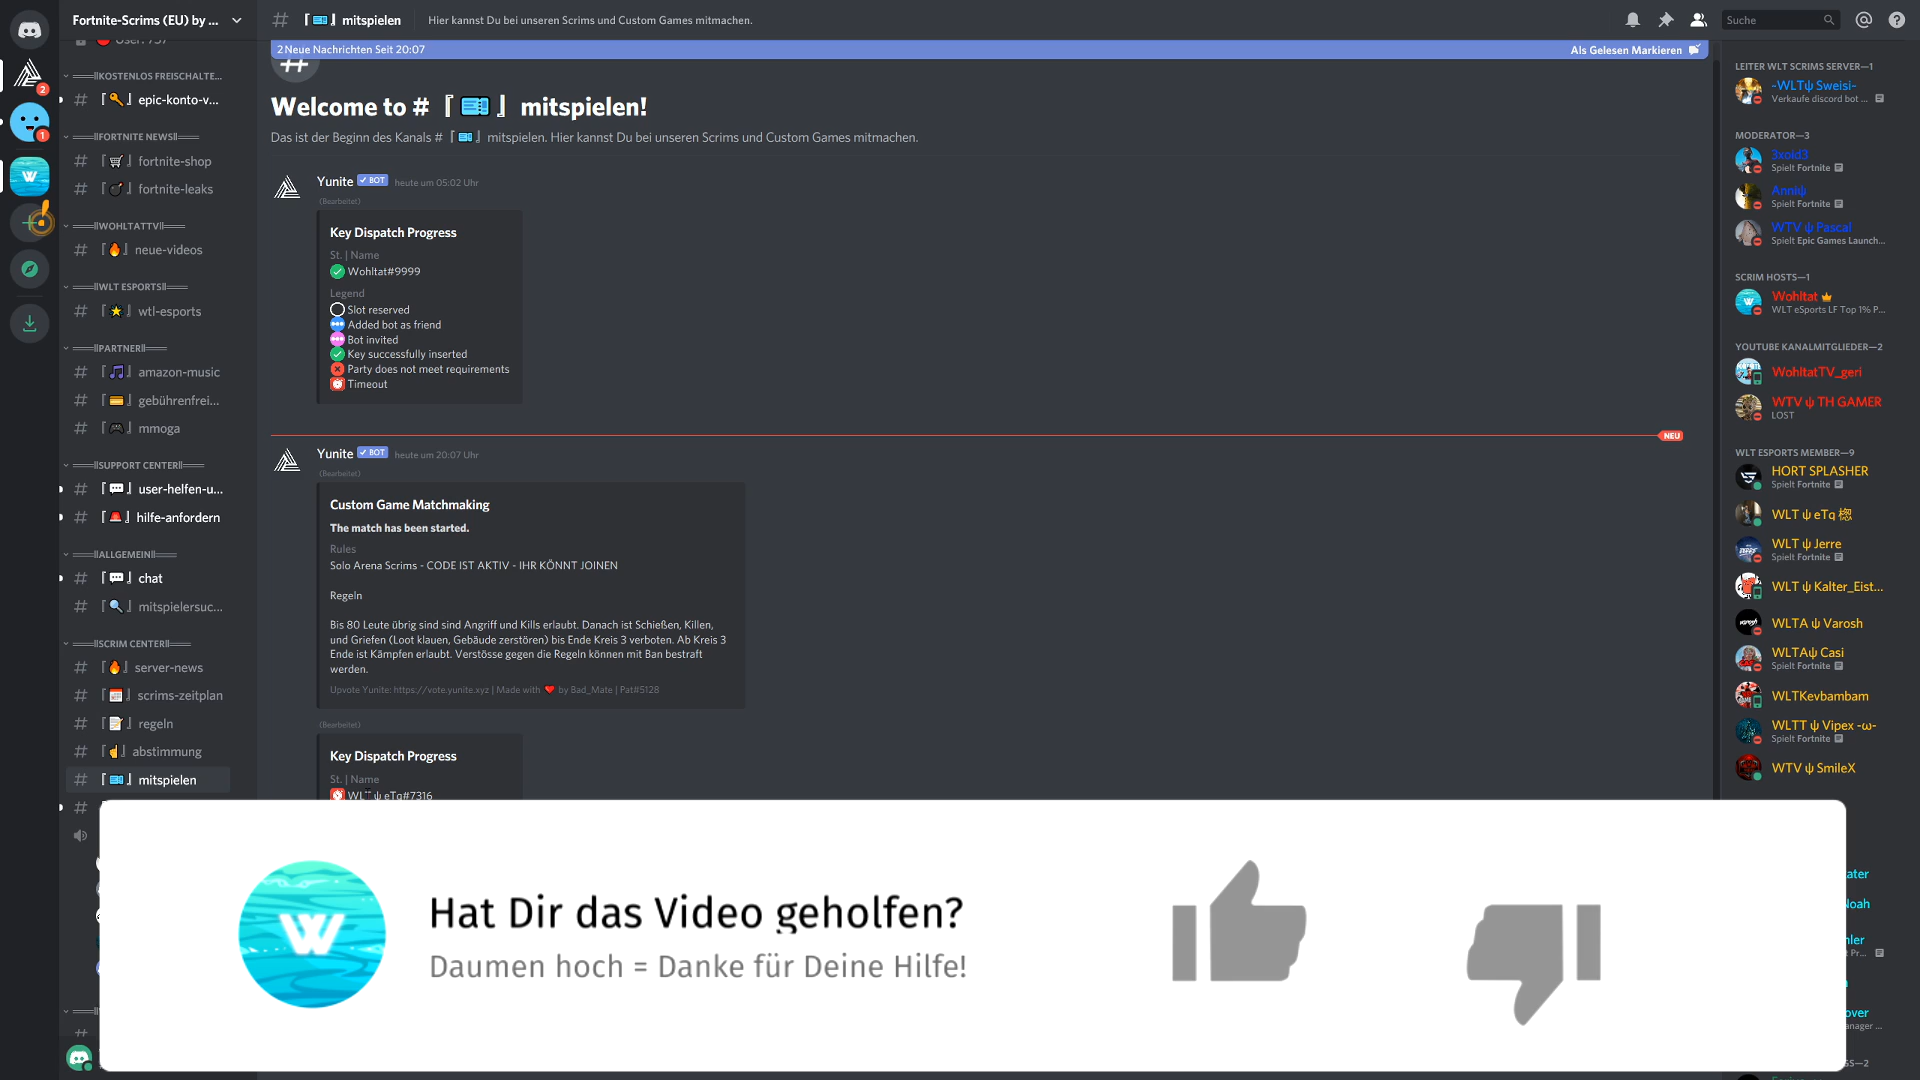 Fortnite-Scrims (EU) by ...
mitspielen
Hier kannst Du bei unseren Scrims und Custom Games mitmachen.
Suche
2 Neue Nachrichten Seit 20:07
Als Gelesen Markieren
User: 757
KOSTENLOS FREISCHALTE...
epic-konto-v...
FORTNITE NEWS
fortnite-shop
fortnite-leaks
WOHLTATTV
neue-videos
WLT ESPORTS
wtl-esports
PARTNER
amazon-music
gebührenfrei...
mmoga
SUPPORT CENTER
user-helfen-u...
hilfe-anfordern
ALLGEMEIN
chat
mitspielersuc...
SCRIM CENTER
server-news
scrims-zeitplan
regeln
abstimmung
mitspielen
Welcome to # 『🎟』 mitspielen!
Das ist der Beginn des Kanals # 『🎟』 mitspielen. Hier kannst Du bei unseren Scrims und Custom Games mitmachen.
Yunite BOT heute um 05:02 Uhr
(Bearbeitet)
Key Dispatch Progress
St. | Name
Wohltat#9999
Legend
Slot reserved
Added bot as friend
Bot invited
Key successfully inserted
Party does not meet requirements
Timeout
NEU
Yunite BOT heute um 20:07 Uhr
(Bearbeitet)
Custom Game Matchmaking
The match has been started.
Rules
Solo Arena Scrims - CODE IST AKTIV - IHR KÖNNT JOINEN
Regeln
Bis 80 Leute übrig sind sind Angriff und Kills erlaubt. Danach ist Schießen, Killen,
und Griefen (Loot klauen, Gebäude zerstören) bis Ende Kreis 3 verboten. Ab Kreis 3
Ende ist Kämpfen erlaubt. Verstösse gegen die Regeln können mit Ban bestraft
werden.
Upvote Yunite: https://vote.yunite.xyz | Made with ❤ by Bad_Mate | Pat#5128
(Bearbeitet)
Key Dispatch Progress
St. | Name
WLT ψ eTq#7316
LEITER WLT SCRIMS SERVER—1
-WLTψ Sweisi-
Verkaufe discord bot ...
MODERATOR—3
3xoid3
Spielt Fortnite
Anniψ
Spielt Fortnite
WTV ψ Pascal
Spielt Epic Games Launch...
SCRIM HOSTS—1
Wohltat
WLT eSports LF Top 1% P...
YOUTUBE KANALMITGLIEDER—2
WohltatTV_geri
WTV ψ TH GAMER
LOST
WLT ESPORTS MEMBER—9
HORT SPLASHER
Spielt Fortnite
WLT ψ eTq
WLT ψ Jerre
Spielt Fortnite
WLT ψ Kalter_Eist...
WLTA ψ Varosh
WLTAψ Casi
Spielt Fortnite
WLTKevbambam
WLTT ψ Vipex -ω-
Spielt Fortnite
WTV ψ SmileX
W
Hat Dir das Video geholfen?
Daumen hoch = Danke für Deine Hilfe!